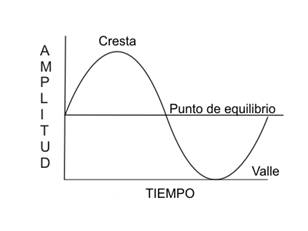 Cresta
AMPLITUD
Punto de equilibrio
Valle
TIEMPO